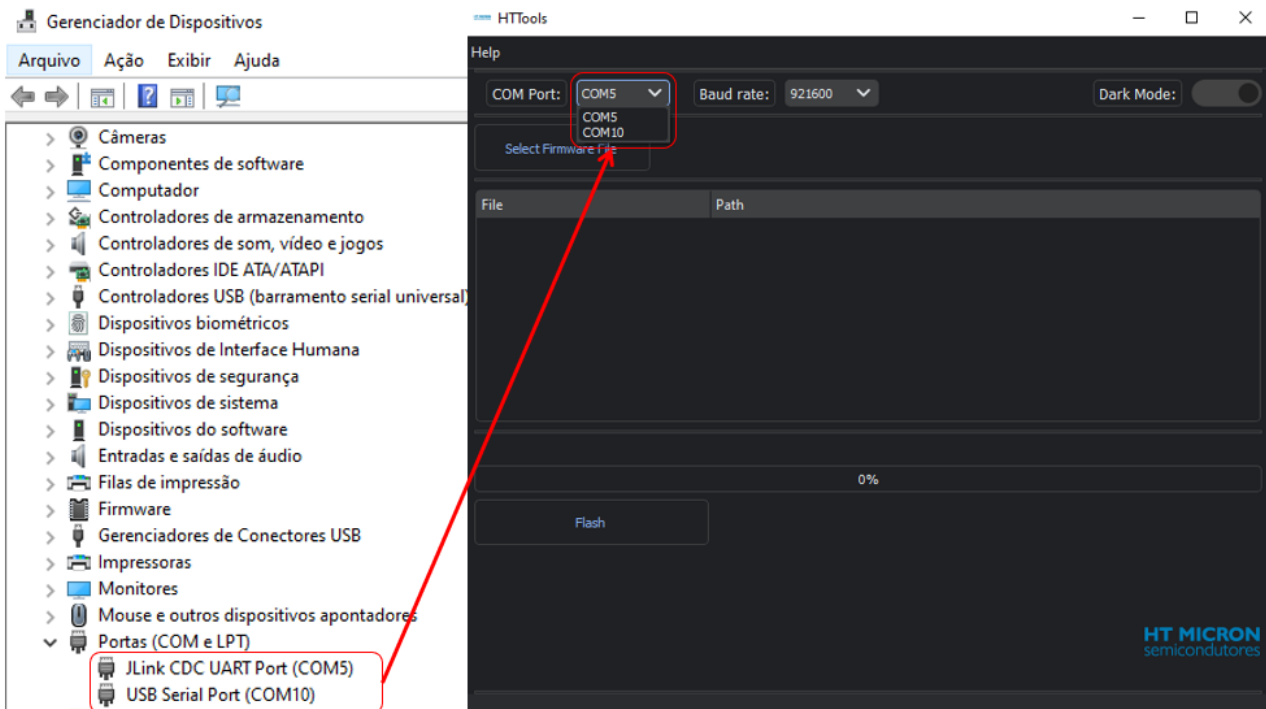 Gerenciador de Dispositivos
Arquivo Ação Exibir Ajuda
Câmeras
Componentes de software
Computador
Controladores de armazenamento
Controladores de som, vídeo e jogos
Controladores IDE ATA/ATAPI
Controladores USB (barramento serial universal)
Dispositivos biométricos
Dispositivos de Interface Humana
Dispositivos de segurança
Dispositivos de sistema
Dispositivos do software
Entradas e saídas de áudio
Filas de impressão
Firmware
Gerenciadores de Conectores USB
Impressoras
Monitores
Mouse e outros dispositivos apontadores
Portas (COM e LPT)
JLink CDC UART Port (COM5)
USB Serial Port (COM10)
HTTools
Help
COM Port: COM5 Baud rate: 921600 Dark Mode:
COM5
COM10
Select Firmware File
File Path
0%
Flash
HT MICRON
semicondutores